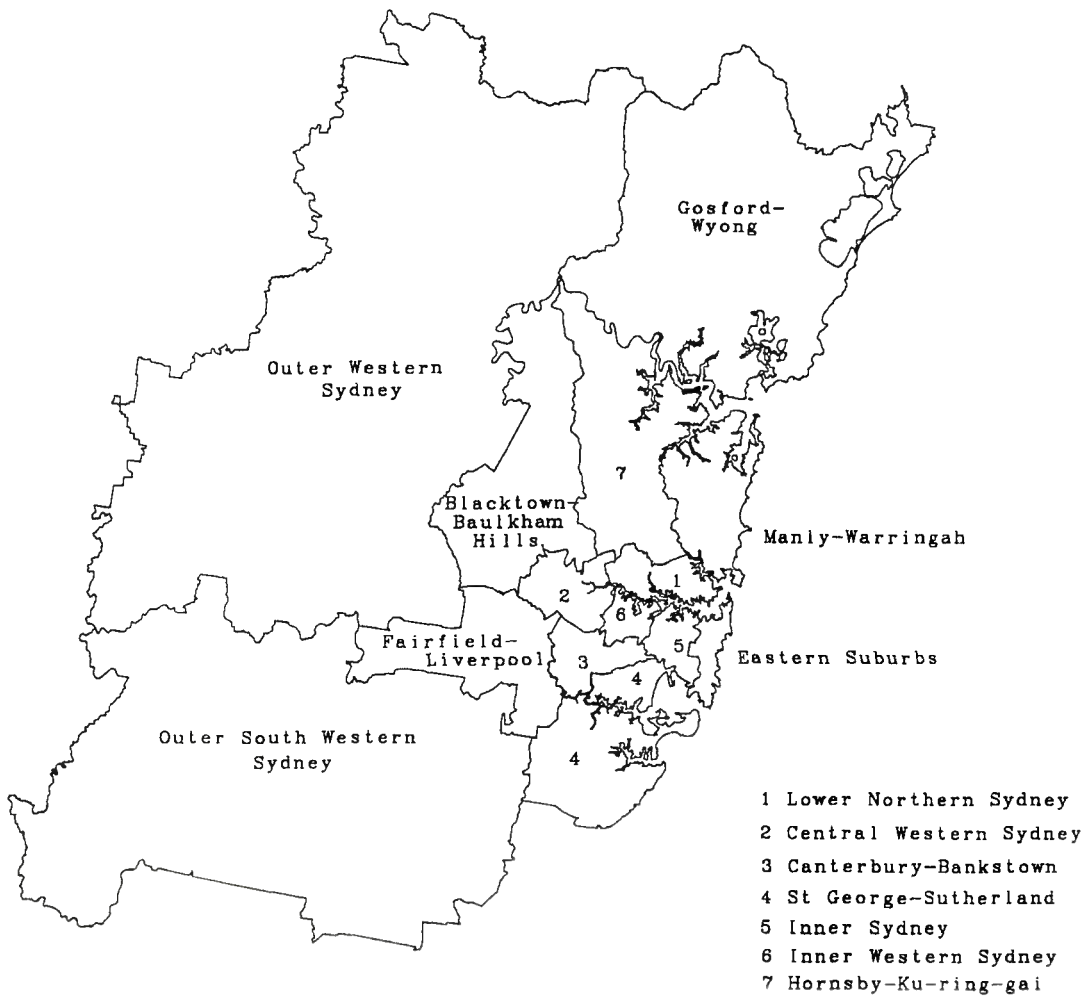 Gosford-
Wyong
Outer Western
Sydney
7
Blacktown-
Baulkham
Hills
Manly-Warringah
1
2
6
Fairfield-
Liverpool
5
3
Eastern Suburbs
4
Outer South Western
Sydney
4
1 Lower Northern Sydney
2 Central Western Sydney
3 Canterbury-Bankstown
4 St George-Sutherland
5 Inner Sydney
6 Inner Western Sydney
7 Hornsby-Ku-ring-gai